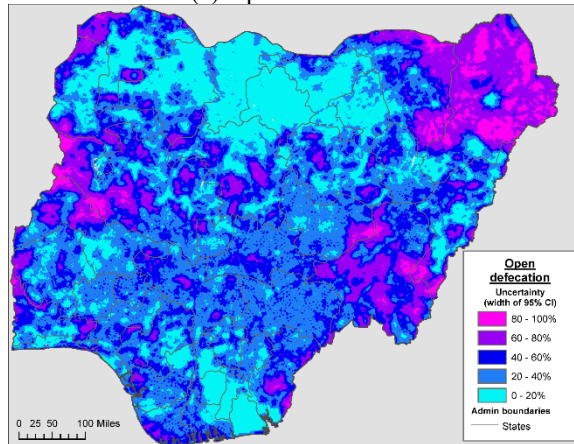 Open
defecation
Uncertainty
(width of 95% CI)
80 - 100%
60 - 80%
40 - 60%
20 - 40%
0 - 20%
Admin boundaries
States
0 25 50 100 Miles